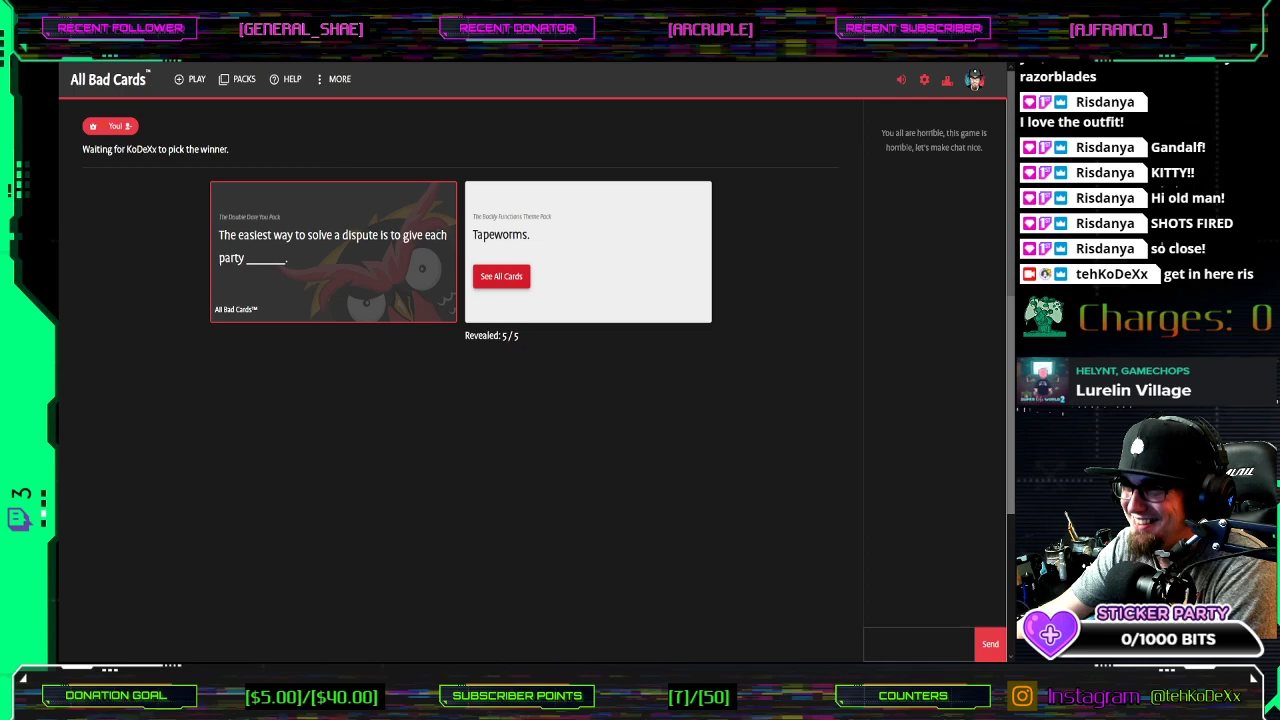 RECENT FOLLOWER [GENERAL_SHAE] RECENT DONATOR [ARCRUPLE] RECENT SUBSCRIBER [AJFRANCO_]
All Bad Cards™ PLAY PACKS HELP MORE
You!
Waiting for KoDeXx to pick the winner.
The Double Dare You Pack
The easiest way to solve a dispute is to give each
party _______.
All Bad Cards™
The Bodily Functions Theme Pack
Tapeworms.
See All Cards
Revealed: 5 / 5
You all are horrible, this game is
horrible, let's make chat nice.
Send
razorblades
Risdanya
I love the outfit!
Risdanya Gandalf!
Risdanya KITTY!!
Risdanya Hi old man!
Risdanya SHOTS FIRED
Risdanya so close!
tehKoDeXx get in here ris
Charges: 0
HELYNT, GAMECHOPS
Lurelin Village
STICKER PARTY
0/1000 BITS
3
DONATION GOAL [$5.00]/[$40.00] SUBSCRIBER POINTS [7]/[50] COUNTERS Instagram @tehKoDeXx